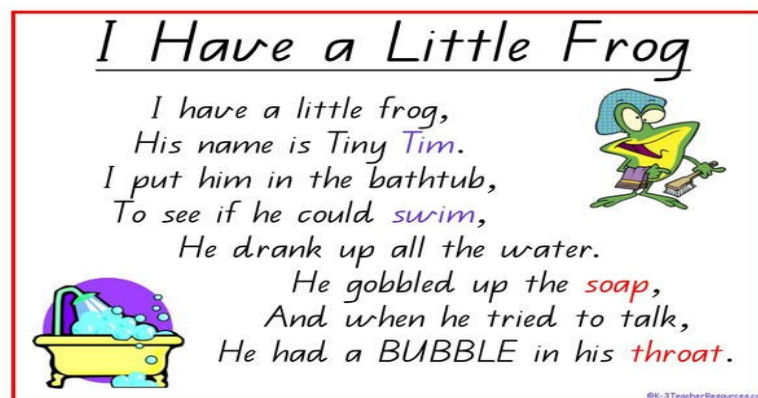 I Have a Little Frog
I have a little frog,
His name is Tiny Tim.
I put him in the bathtub,
To see if he could swim,
He drank up all the water.
He gobbled up the soap,
And when he tried to talk,
He had a BUBBLE in his throat.
©K-3TeacherResources.co